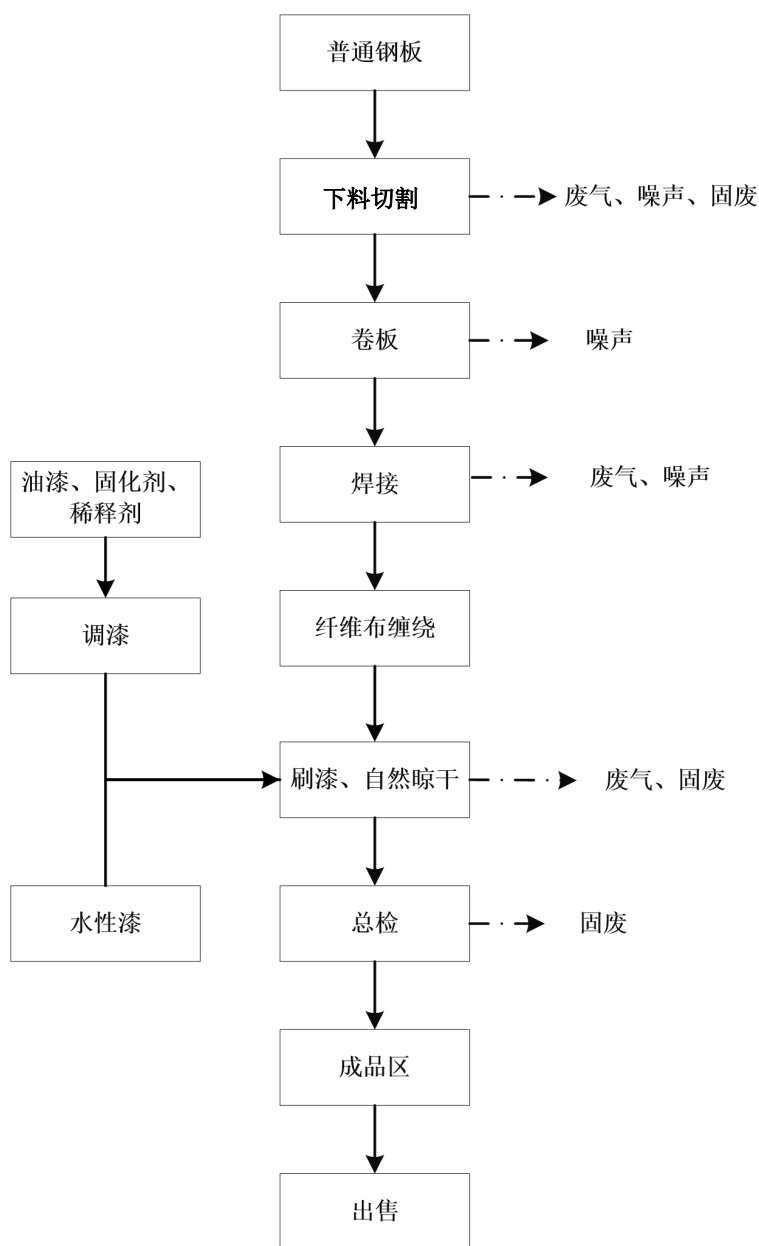 普通钢板
下料切割
废气、噪声、固废
卷板
噪声
焊接
废气、噪声
油漆、固化剂、
稀释剂
调漆
纤维布缠绕
刷漆、自然晾干
废气、固废
水性漆
总检
固废
成品区
出售